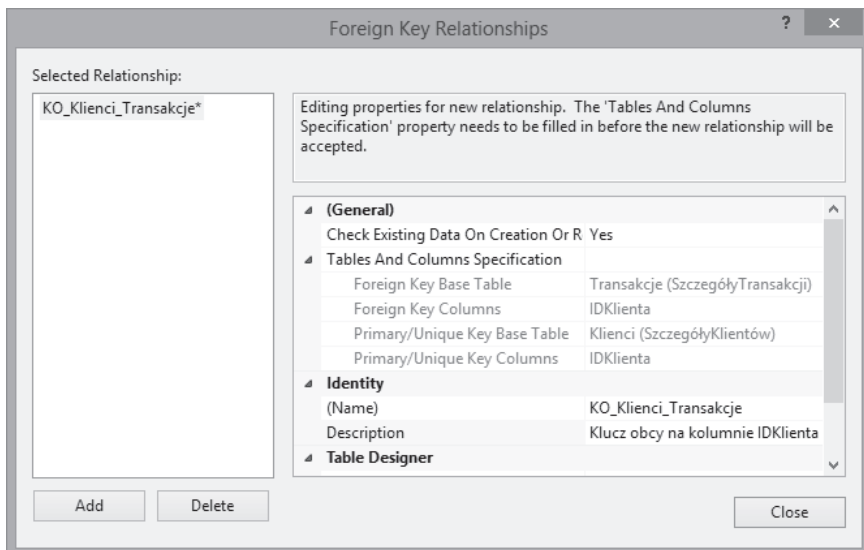 Foreign Key Relationships
? ×
Selected Relationship:
KO_Klienci_Transakcje*
Editing properties for new relationship. The 'Tables And Columns
Specification' property needs to be filled in before the new relationship will be
accepted.
(General)
Check Existing Data On Creation Or R Yes
Tables And Columns Specification
Foreign Key Base Table Transakcje (SzczegółyTransakcji)
Foreign Key Columns IDKlienta
Primary/Unique Key Base Table Klienci (SzczegółyKlientów)
Primary/Unique Key Columns IDKlienta
Identity
(Name) KO_Klienci_Transakcje
Description Klucz obcy na kolumnie IDKlienta
Table Designer
Add Delete
Close